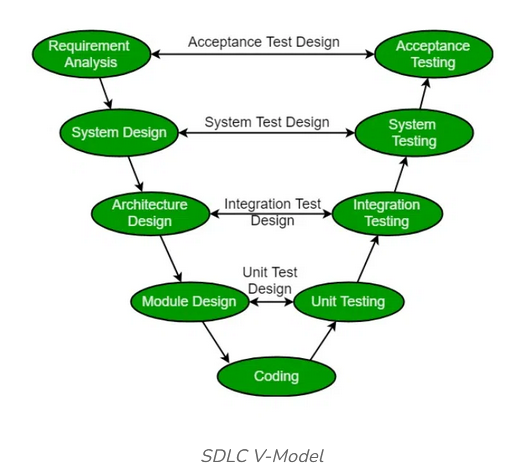 Requirement
Analysis
Acceptance Test Design
Acceptance
Testing
System Design
System Test Design
System
Testing
Architecture
Design
Integration Test
Design
Integration
Testing
Module Design
Unit Test
Design
Unit Testing
Coding
SDLC V-Model